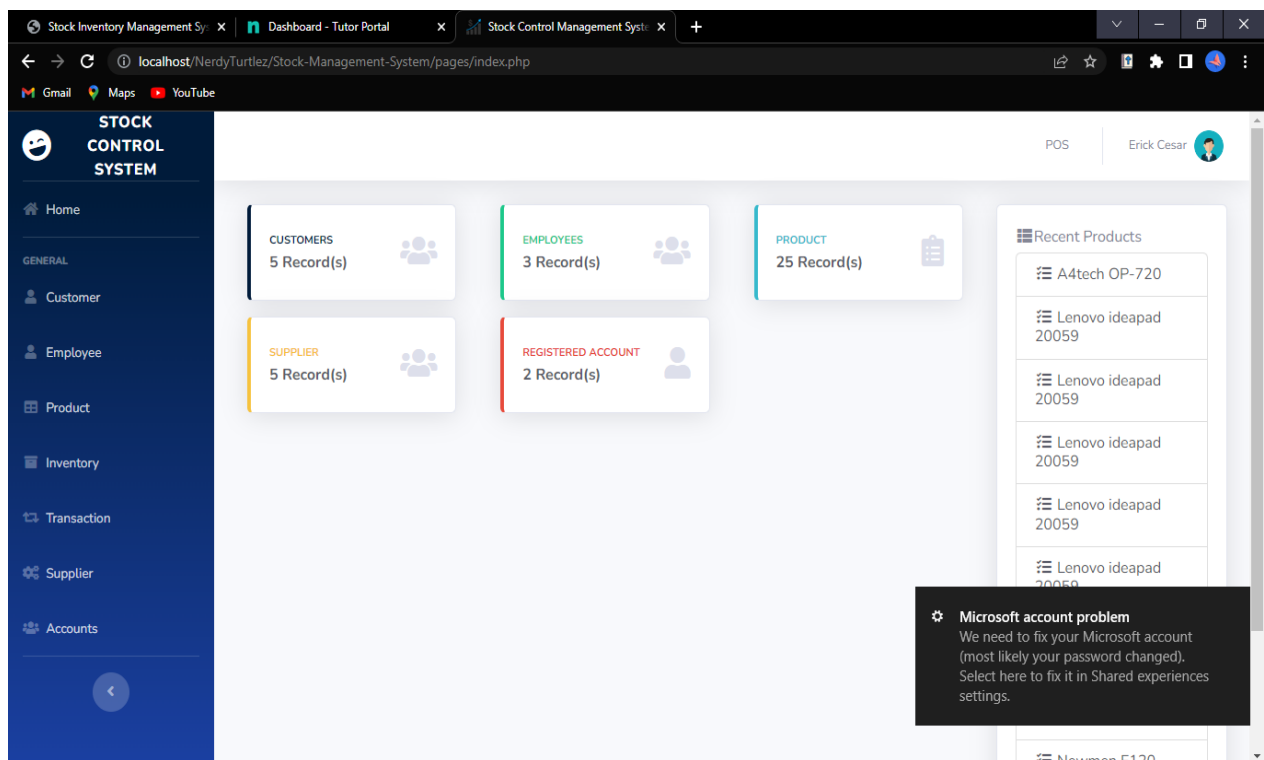 Stock Inventory Management Sys
Dashboard - Tutor Portal
Stock Control Management Syste
localhost/NerdyTurtlez/Stock-Management-System/pages/index.php
Gmail
Maps
YouTube
STOCK
CONTROL
SYSTEM
POS
Erick Cesar
Home
GENERAL
Customer
Employee
Product
Inventory
Transaction
Supplier
Accounts
CUSTOMERS
5 Record(s)
EMPLOYEES
3 Record(s)
PRODUCT
25 Record(s)
SUPPLIER
5 Record(s)
REGISTERED ACCOUNT
2 Record(s)
Recent Products
A4tech OP-720
Lenovo ideapad
20059
Lenovo ideapad
20059
Lenovo ideapad
20059
Lenovo ideapad
20059
Lenovo ideapad
20059
Microsoft account problem
We need to fix your Microsoft account
(most likely your password changed).
Select here to fix it in Shared experiences
settings.
Newmen E120